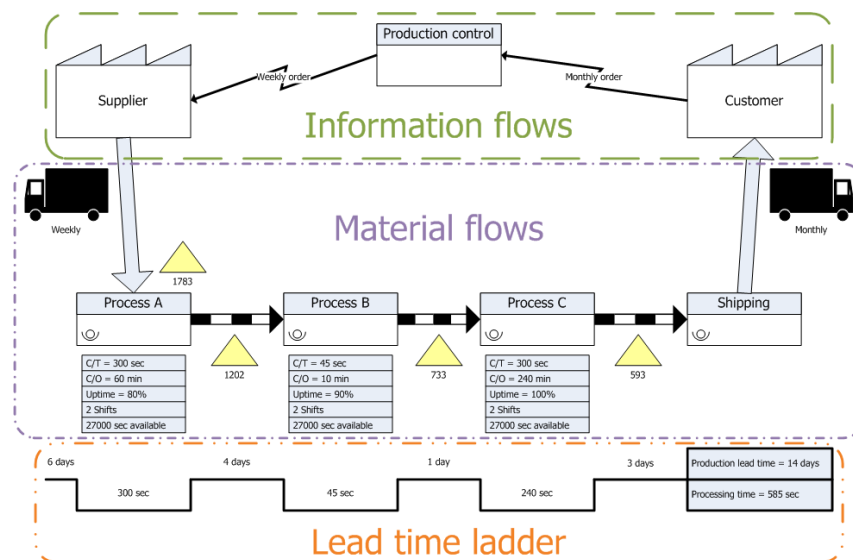 Production control
Weekly order
Monthly order
Supplier
Customer
Information flows
Weekly
Material flows
Monthly
1783
Process A
Process B
Process C
Shipping
1202
733
593
C/T = 300 sec
C/O = 60 min
Uptime = 80%
2 Shifts
27000 sec available
C/T = 45 sec
C/O = 10 min
Uptime = 90%
2 Shifts
27000 sec available
C/T = 300 sec
C/O = 240 min
Uptime = 100%
2 Shifts
27000 sec available
6 days
4 days
1 day
3 days
Production lead time = 14 days
300 sec
45 sec
240 sec
Processing time = 585 sec
Lead time ladder